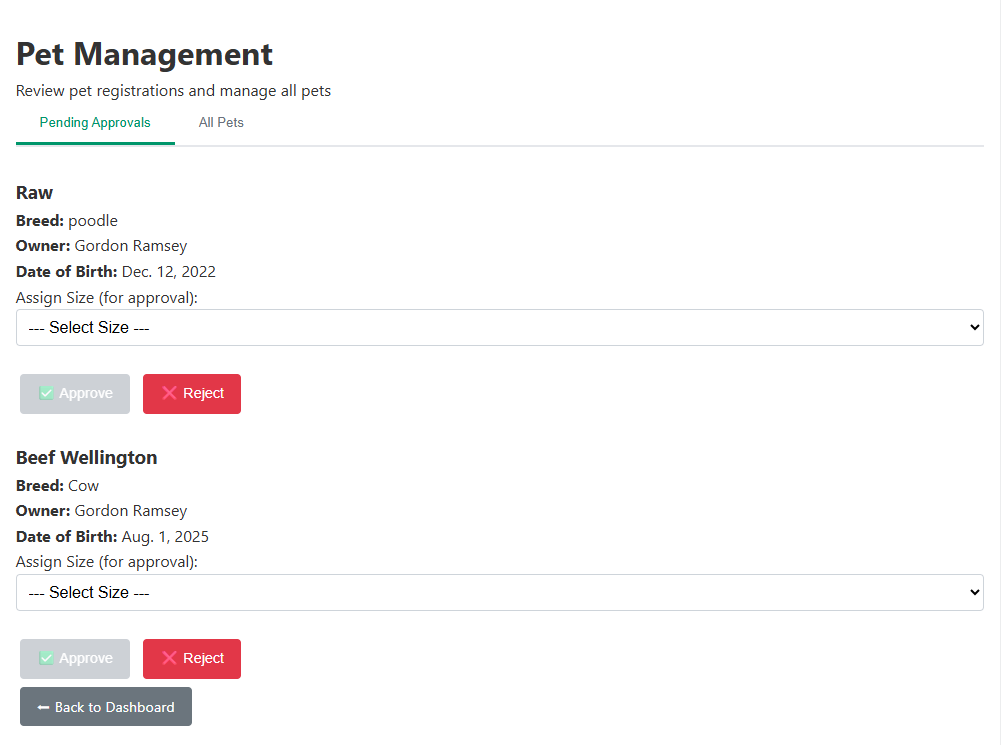 Pet Management
Review pet registrations and manage all pets
Pending Approvals All Pets
Raw
Breed: poodle
Owner: Gordon Ramsey
Date of Birth: Dec. 12, 2022
Assign Size (for approval):
--- Select Size ---
✅ Approve ❌ Reject
Beef Wellington
Breed: Cow
Owner: Gordon Ramsey
Date of Birth: Aug. 1, 2025
Assign Size (for approval):
--- Select Size ---
✅ Approve ❌ Reject
⬅ Back to Dashboard